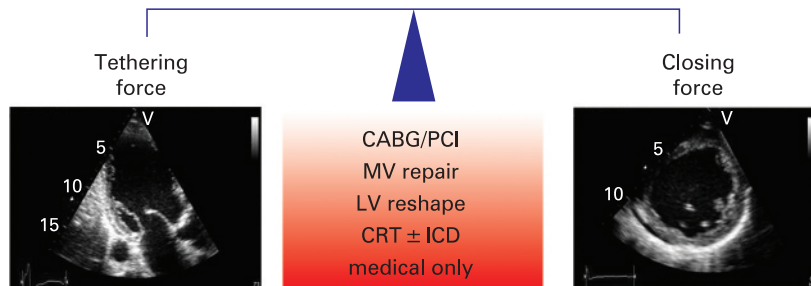 Tethering
force
Closing
force
V
5
10
15
CABG/PCI
MV repair
LV reshape
CRT ± ICD
medical only
V
5
10